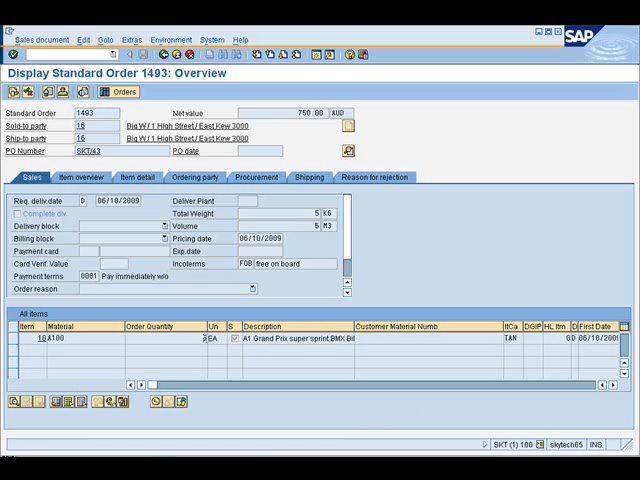 Sales document Edit Goto Extras Environment System Help
SAP
Display Standard Order 1493: Overview
Orders
Standard Order 1493 Net value 750.00 AUD
Sold-to party 16 Big W / 1 High Street / East Kew 3000
Ship-to party 16 Big W / 1 High Street / East Kew 3000
PO Number SKT/43 PO date
Sales Item overview Item detail Ordering party Procurement Shipping Reason for rejection
Req. deliv.date D 06/10/2009 Deliver.Plant
Complete dlv. Total Weight 5 KG
Delivery block Volume 5 M3
Billing block Pricing date 06/10/2009
Payment card Exp.date
Card Verif. Value Incoterms FOB free on board
Payment terms 0001 Pay immediately w/o
Order reason
All items
Item Material Order Quantity Un S Description Customer Material Numb ItCa DGIP HL Itm D First Date
10 A100 EA A1 Grand Prix super sprint BMX Bi TAN 0 D 06/10/2009
SKT (1) 100 skytech65 INS